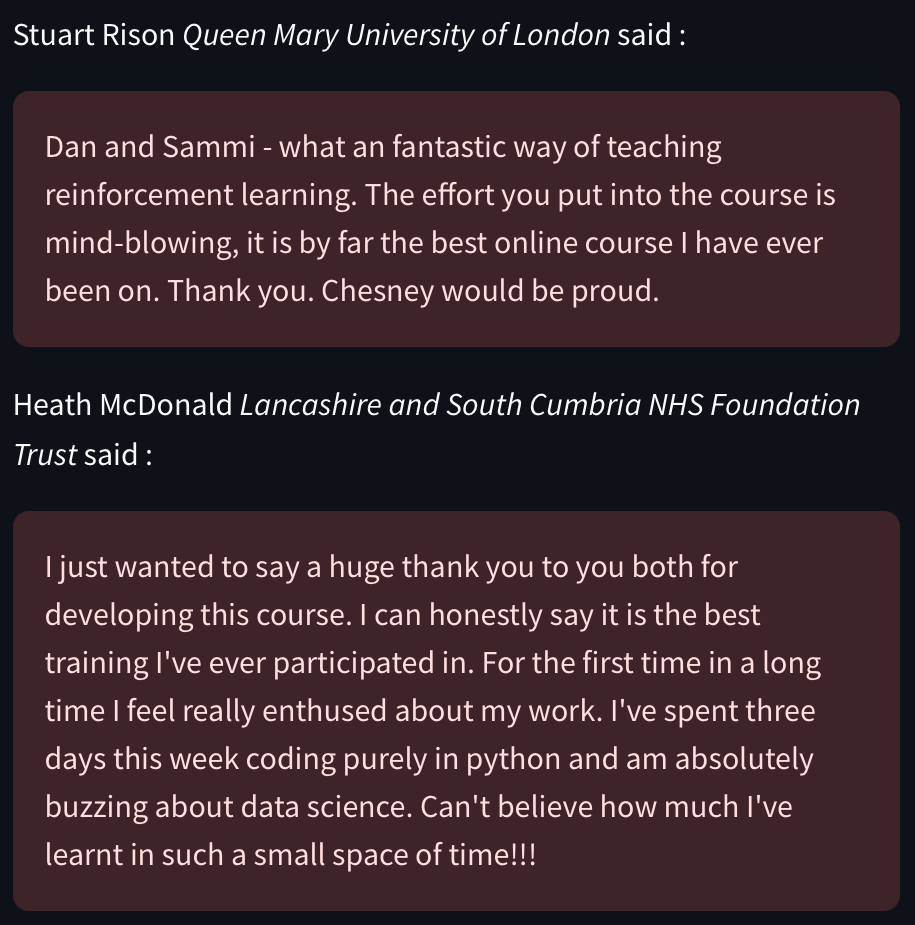 Stuart Rison Queen Mary University of London said :
Dan and Sammi - what an fantastic way of teaching
reinforcement learning. The effort you put into the course is
mind-blowing, it is by far the best online course I have ever
been on. Thank you. Chesney would be proud.
Heath McDonald Lancashire and South Cumbria NHS Foundation
Trust said :
I just wanted to say a huge thank you to you both for
developing this course. I can honestly say it is the best
training I've ever participated in. For the first time in a long
time I feel really enthused about my work. I've spent three
days this week coding purely in python and am absolutely
buzzing about data science. Can't believe how much I've
learnt in such a small space of time!!!